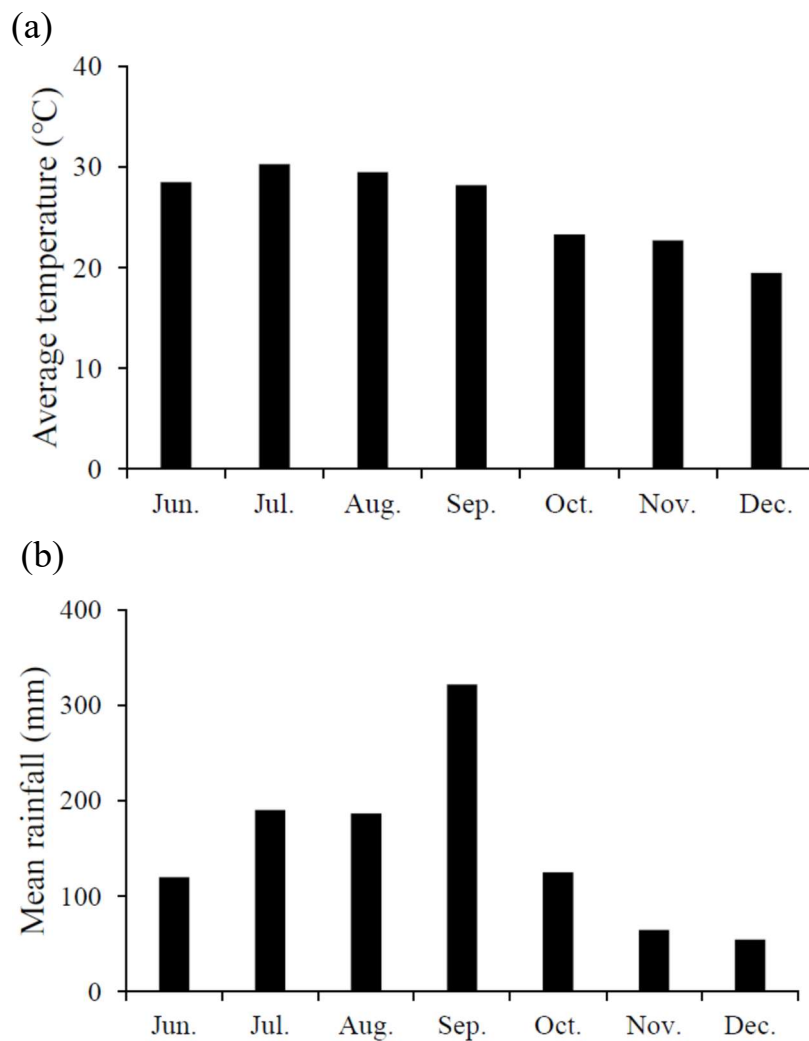 (a)
Average temperature (°C)
40
30
20
10
0
Jun. Jul. Aug. Sep. Oct. Nov. Dec.
(b)
Mean rainfall (mm)
400
300
200
100
0
Jun. Jul. Aug. Sep. Oct. Nov. Dec.